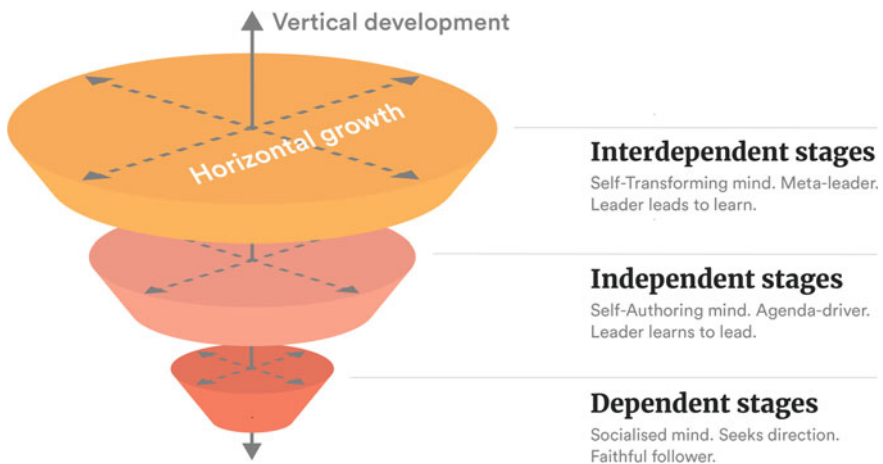 Vertical development
Horizontal growth
Interdependent stages
Self-Transforming mind. Meta-leader.
Leader leads to learn.
Independent stages
Self-Authoring mind. Agenda-driver.
Leader learns to lead.
Dependent stages
Socialised mind. Seeks direction.
Faithful follower.